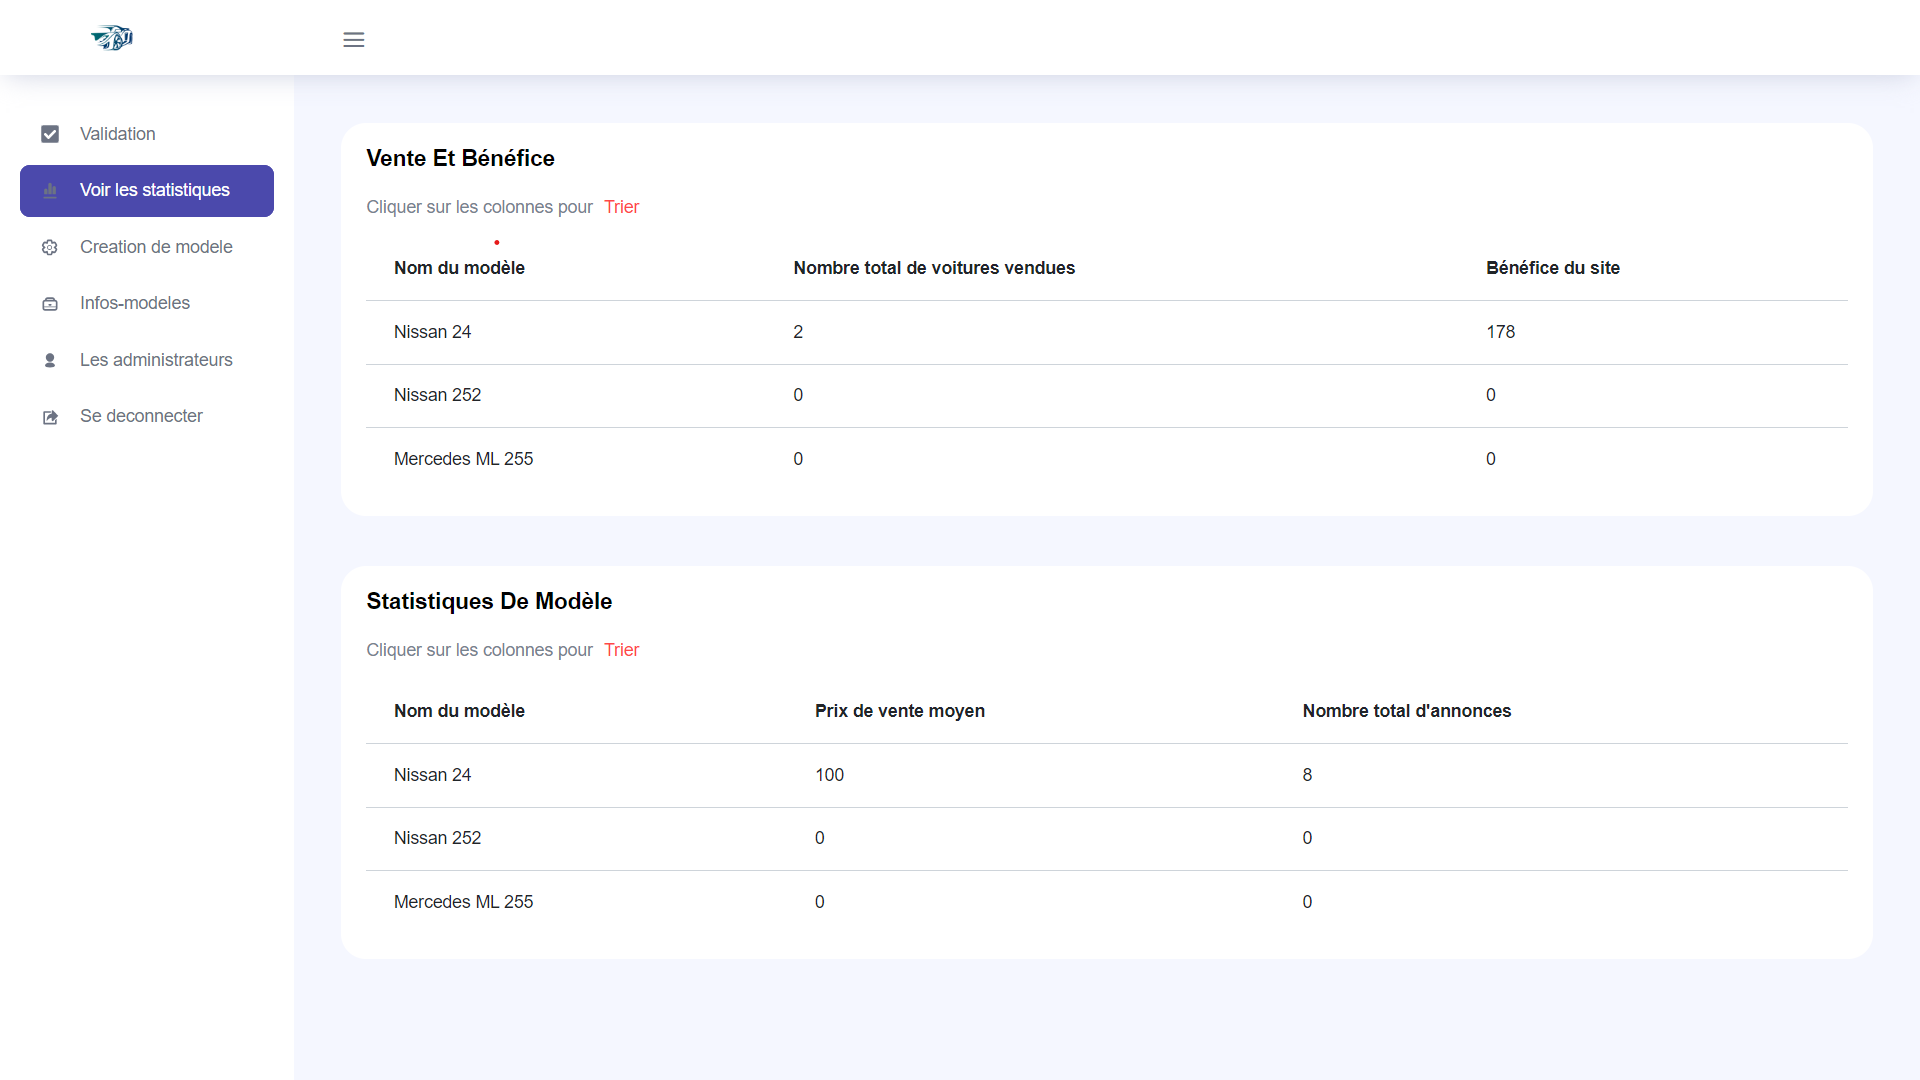 Validation
Voir les statistiques
Creation de modele
Infos-modeles
Les administrateurs
Se deconnecter
Vente Et Bénéfice
Cliquer sur les colonnes pour Trier
Nom du modèle Nombre total de voitures vendues Bénéfice du site
Nissan 24 2 178
Nissan 252 0 0
Mercedes ML 255 0 0
Statistiques De Modèle
Cliquer sur les colonnes pour Trier
Nom du modèle Prix de vente moyen Nombre total d'annonces
Nissan 24 100 8
Nissan 252 0 0
Mercedes ML 255 0 0